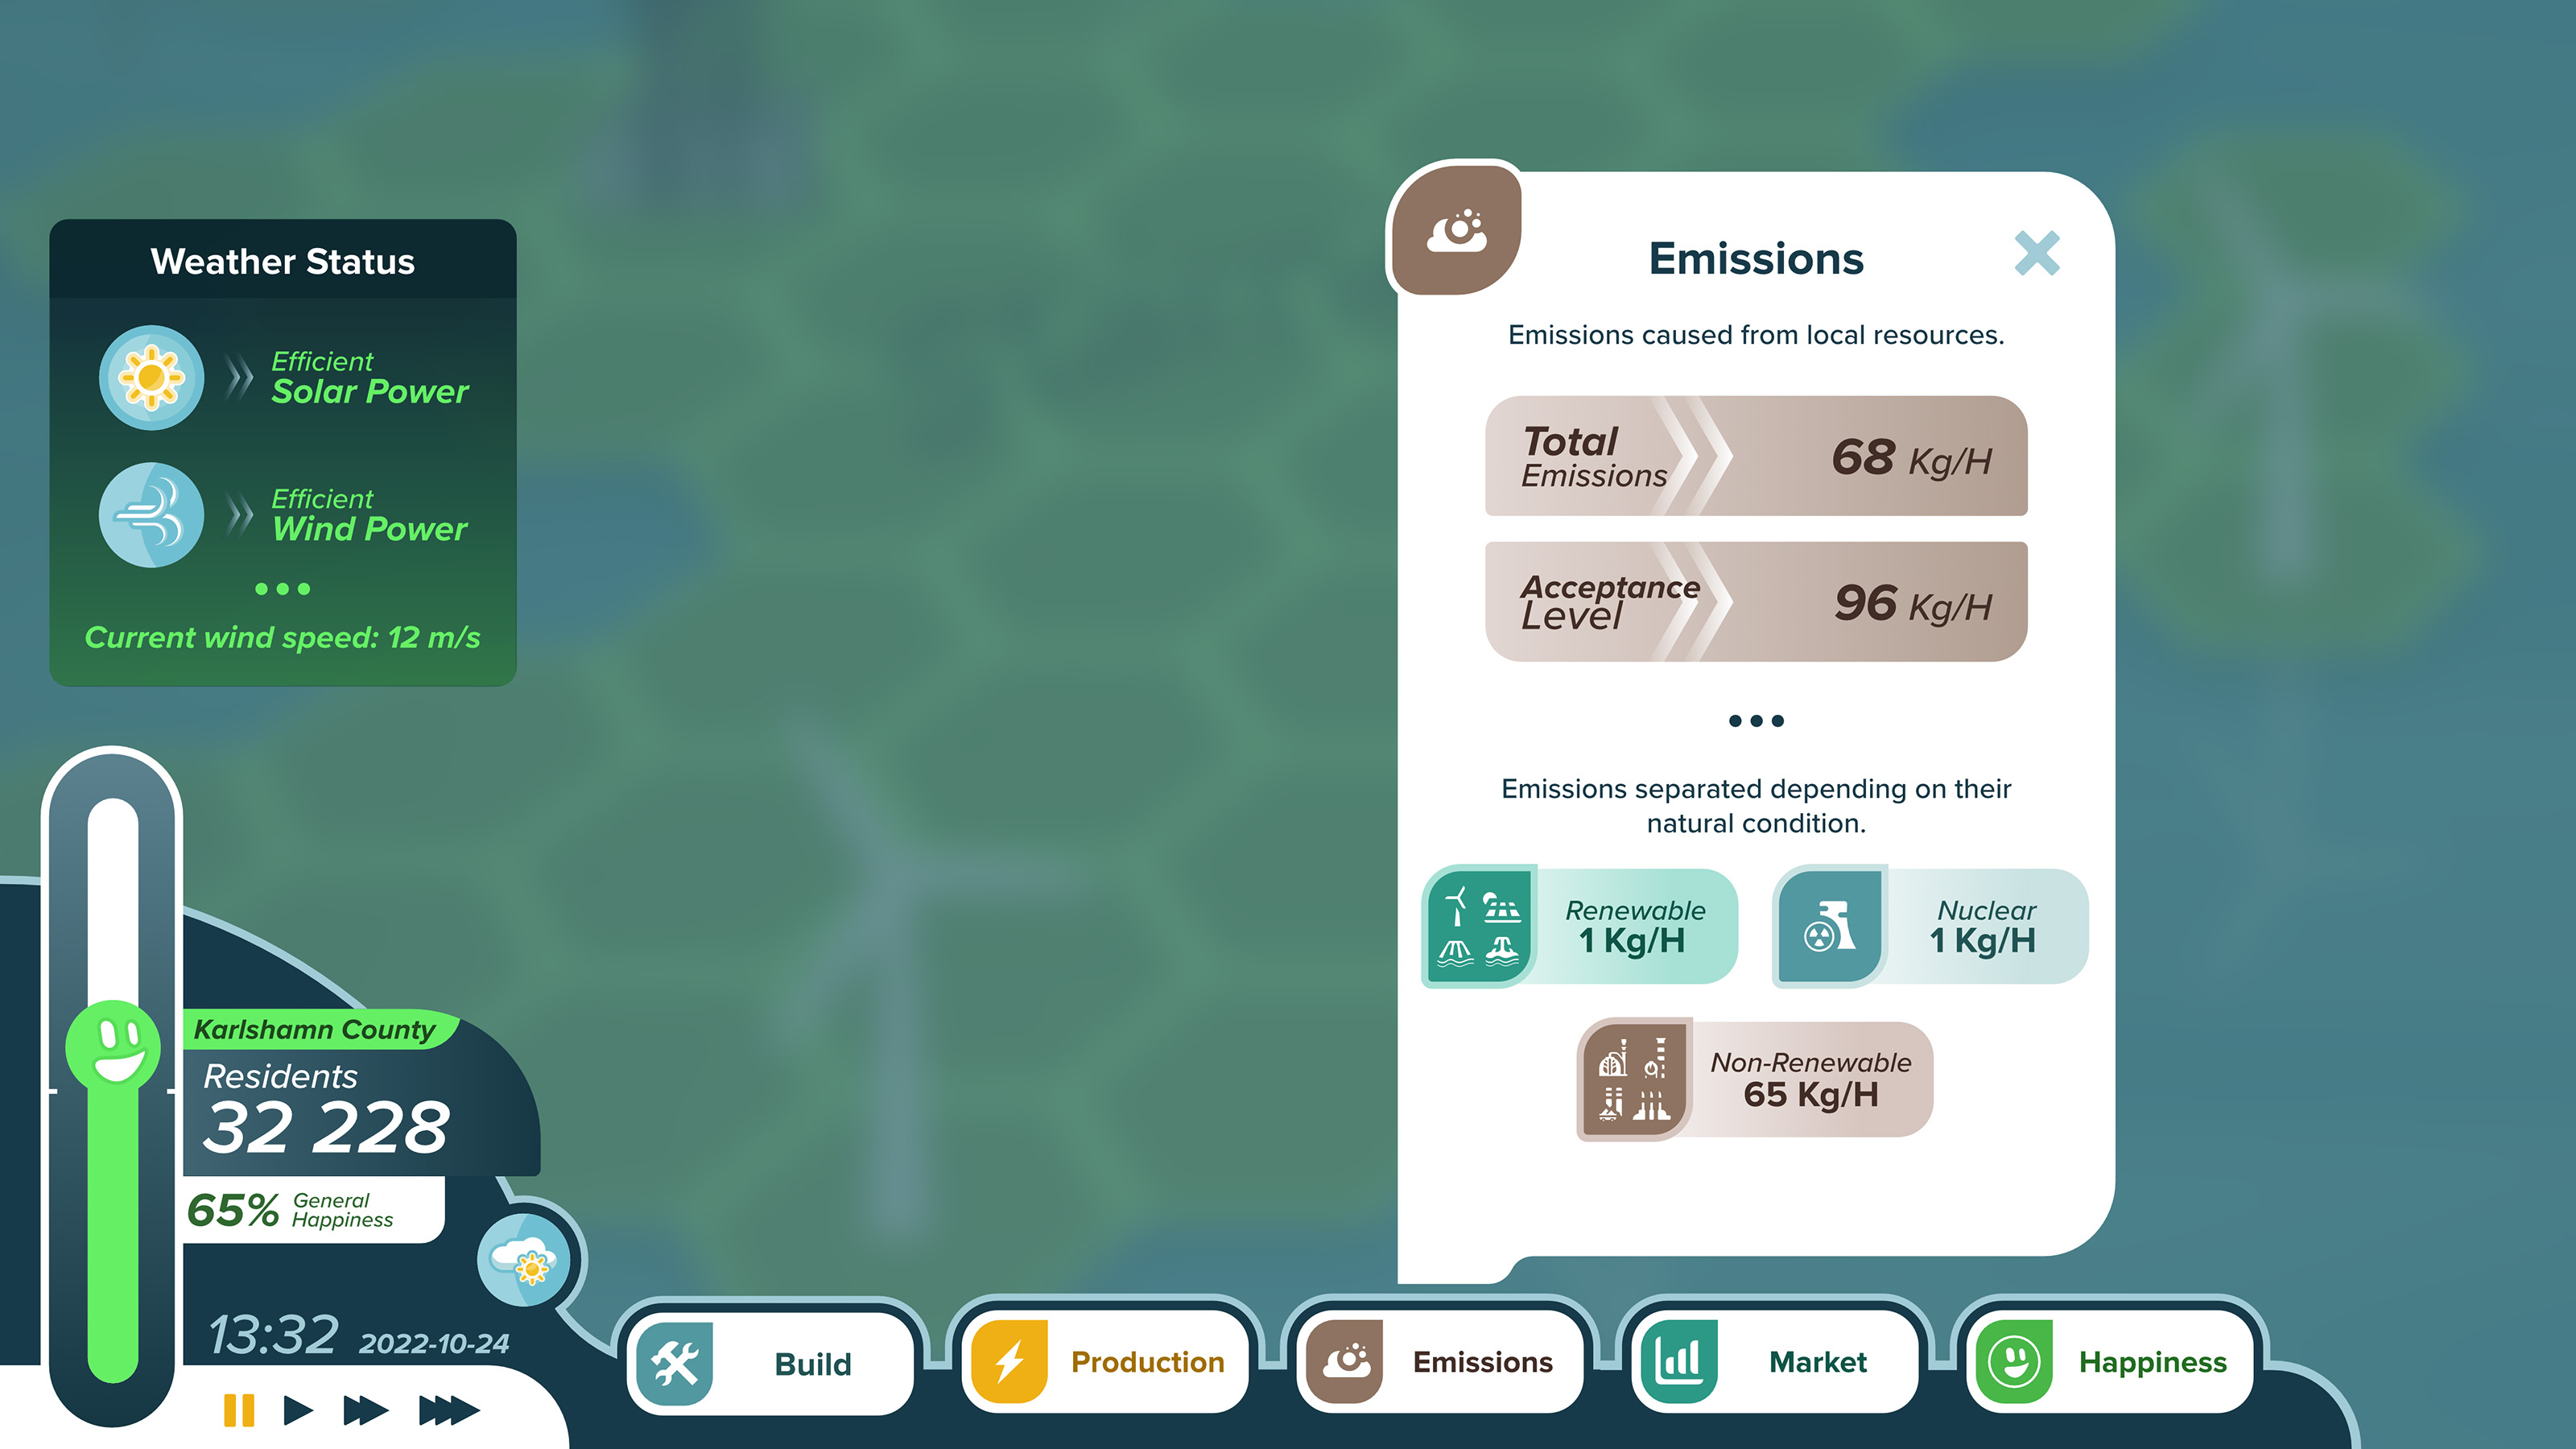 Weather Status
Efficient
Solar Power
Efficient
Wind Power
Current wind speed: 12 m/s
Emissions
Emissions caused from local resources.
Total
Emissions
68 Kg/H
Acceptance
Level
96 Kg/H
Emissions separated depending on their
natural condition.
Renewable
1 Kg/H
Nuclear
1 Kg/H
Non-Renewable
65 Kg/H
Karlshamn County
Residents
32 228
65% General
Happiness
13:32 2022-10-24
Build
Production
Emissions
Market
Happiness